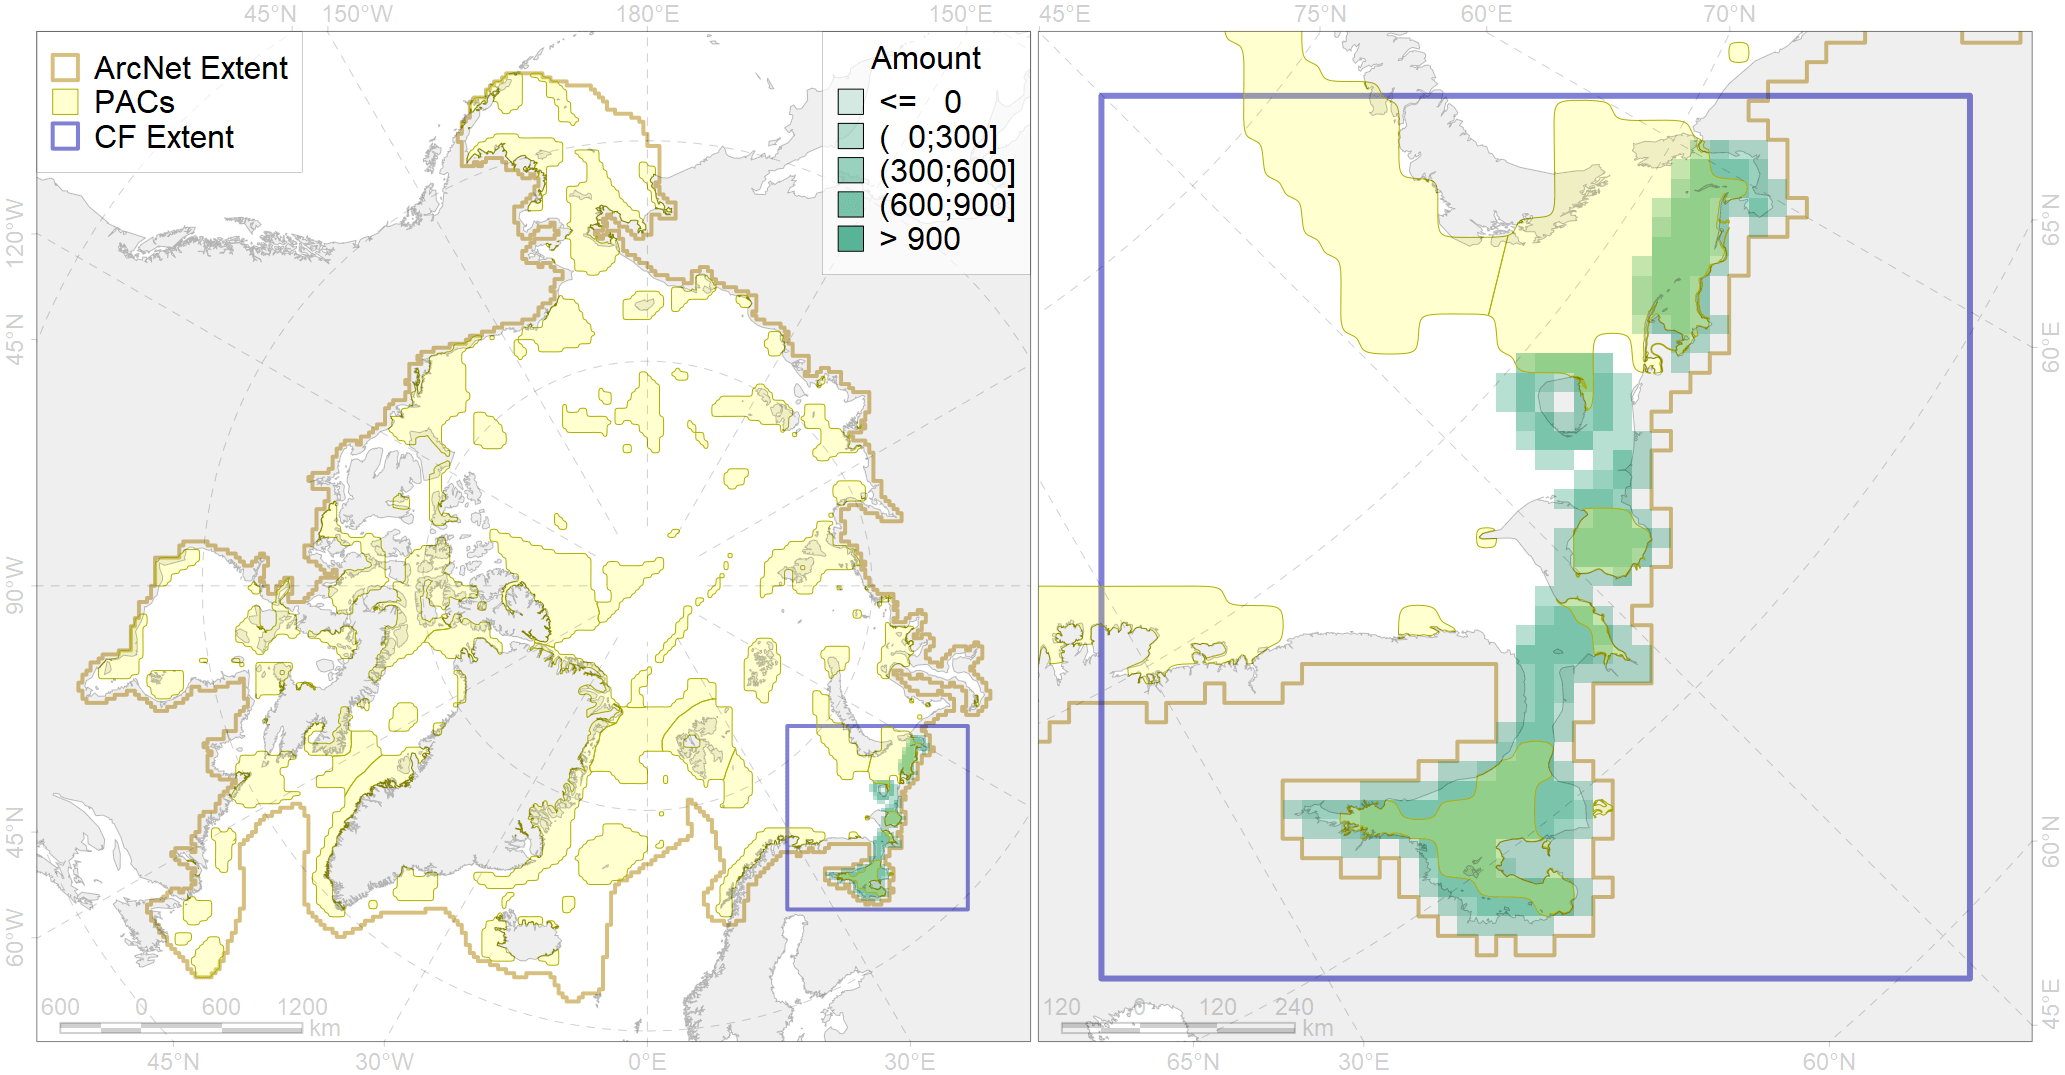 45°N 150°W 180°E 150°E 45°E 75°N 60°E 70°N
ArcNet Extent
PACs
CF Extent
Amount
<= 0
( 0;300]
(300;600]
(600;900]
> 900
120°W
45°N
90°W
45°N
60°W
65°N
60°E
60°N
45°E
600 0 600 1200
km
120 0 120 240
km
45°N 30°W 0°E 30°E 65°N 30°E 60°N